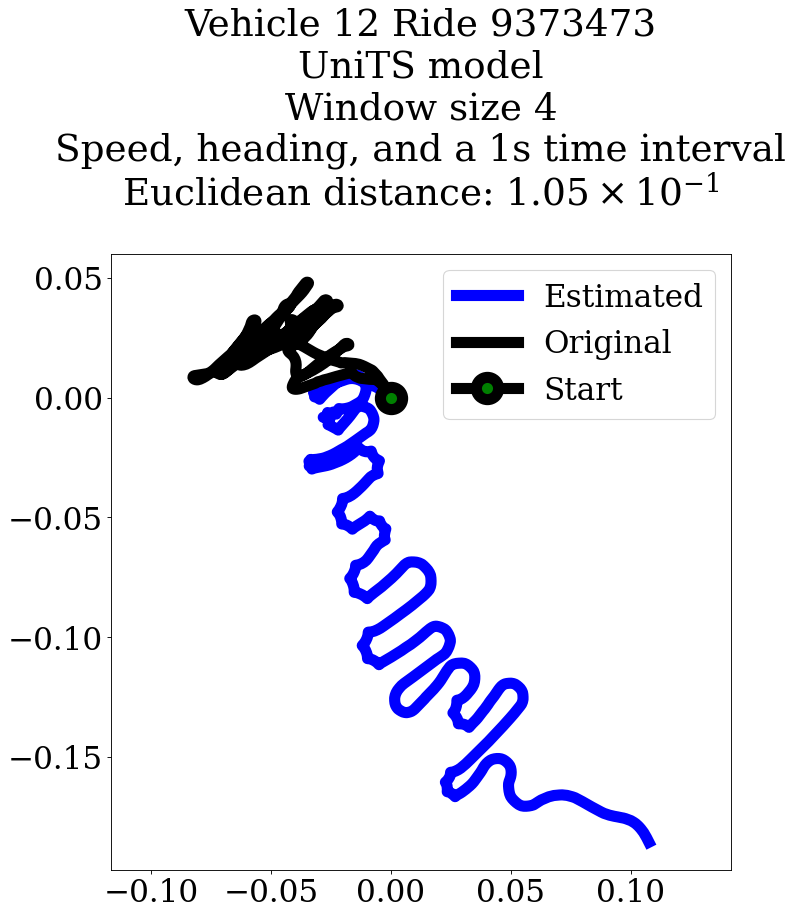 Vehicle 12 Ride 9373473
UniTS model
Window size 4
Speed, heading, and a 1s time interval
Euclidean distance: 1.05 × 10⁻¹
Estimated
Original
Start
0.05
0.00
−0.05
−0.10
−0.15
−0.10 −0.05 0.00 0.05 0.10